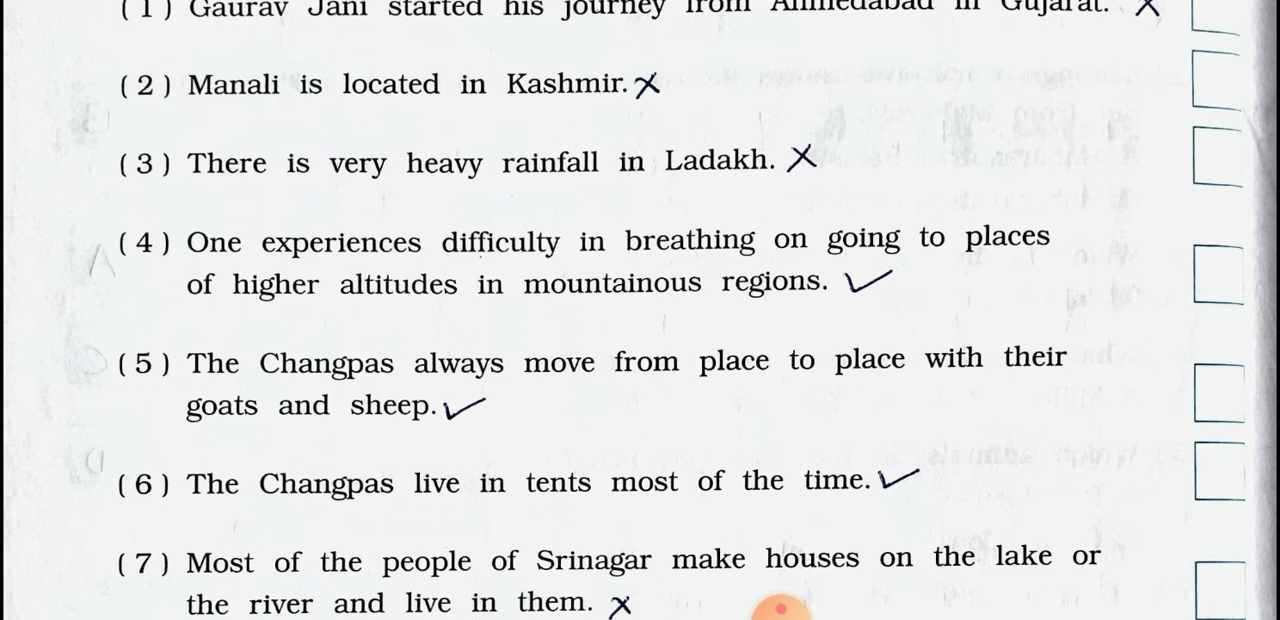 ( 1 ) Gaurav Jani started his journey from Ahmedabad in Gujarat. ✗
( 2 ) Manali is located in Kashmir. ✗
( 3 ) There is very heavy rainfall in Ladakh. ✗
( 4 ) One experiences difficulty in breathing on going to places
of higher altitudes in mountainous regions. ✓
( 5 ) The Changpas always move from place to place with their
goats and sheep. ✓
( 6 ) The Changpas live in tents most of the time. ✓
( 7 ) Most of the people of Srinagar make houses on the lake or
the river and live in them. ✗